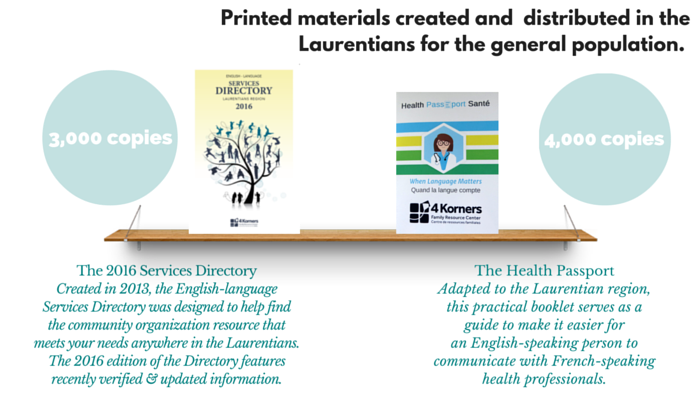 Printed materials created and distributed in the
Laurentians for the general population.
3,000 copies
ENGLISH - LANGUAGE
SERVICES
DIRECTORY
LAURENTIANS REGION
2016
4Korners
Family Resource Center
Health Passport Santé
When Language Matters
Quand la langue compte
4Korners
Family Resource Center
Centre de ressources familiales
4,000 copies
The 2016 Services Directory
Created in 2013, the English-language
Services Directory was designed to help find
the community organization resource that
meets your needs anywhere in the Laurentians.
The 2016 edition of the Directory features
recently verified & updated information.
The Health Passport
Adapted to the Laurentian region,
this practical booklet serves as a
guide to make it easier for
an English-speaking person to
communicate with French-speaking
health professionals.